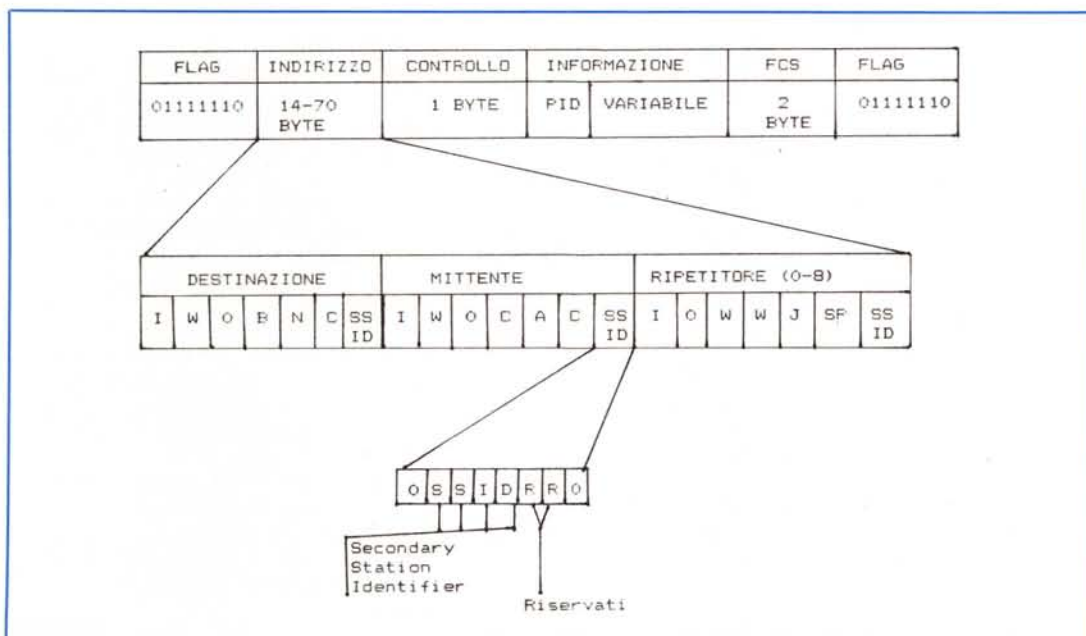 FLAG INDIRIZZO CONTROLLO INFORMAZIONE FCS FLAG
01111110 14-70 BYTE 1 BYTE PID VARIABILE 2 BYTE 01111110
DESTINAZIONE MITTENTE RIPETITORE (0-8)
I W O B N C SS ID I W O C A C SS ID I O W W J SP SS ID
O S S I D R R O
Secondary
Station
Identifier
Riservati